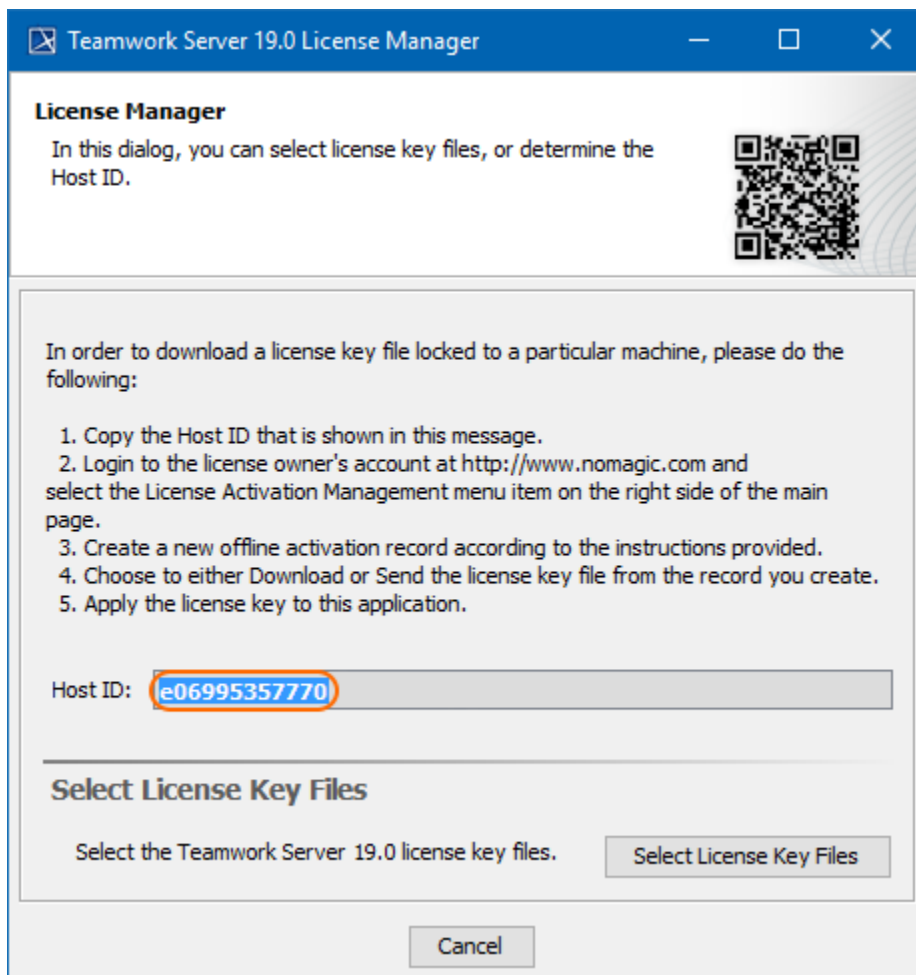 Teamwork Server 19.0 License Manager
License Manager
In this dialog, you can select license key files, or determine the
Host ID.
In order to download a license key file locked to a particular machine, please do the
following:
1. Copy the Host ID that is shown in this message.
2. Login to the license owner's account at http://www.nomagic.com and
select the License Activation Management menu item on the right side of the main
page.
3. Create a new offline activation record according to the instructions provided.
4. Choose to either Download or Send the license key file from the record you create.
5. Apply the license key to this application.
Host ID: e06995357770
Select License Key Files
Select the Teamwork Server 19.0 license key files. Select License Key Files
Cancel